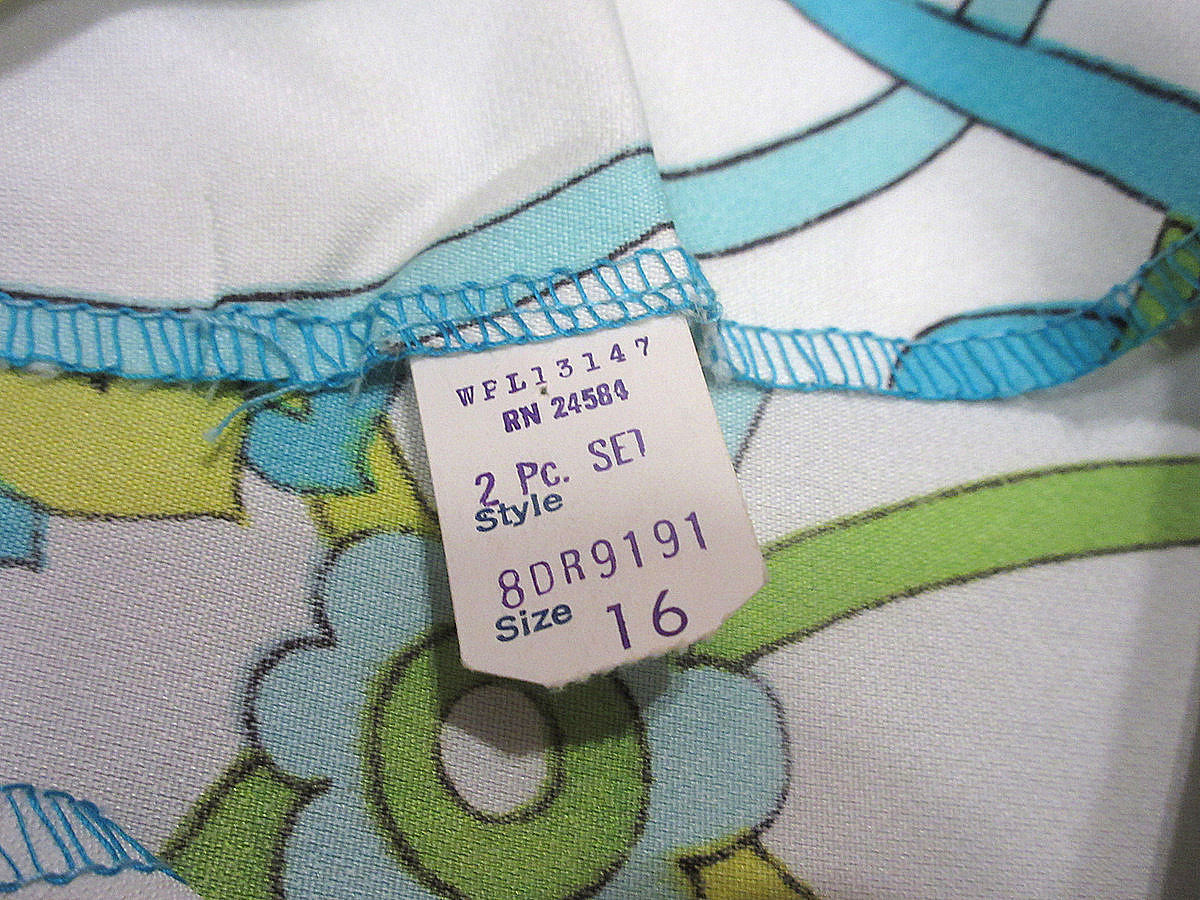 WFL13147
RN 24584
2 Pc. SET
Style
8DR9191
Size 16